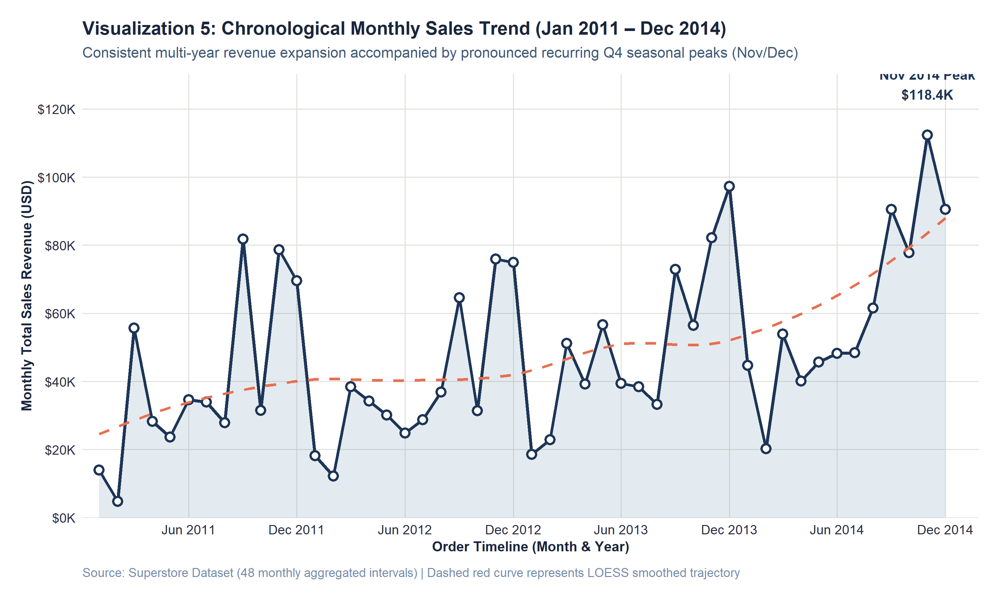 Visualization 5: Chronological Monthly Sales Trend (Jan 2011 – Dec 2014)
Consistent multi-year revenue expansion accompanied by pronounced recurring Q4 seasonal peaks (Nov/Dec)
Nov 2014 Peak
$118.4K
Monthly Total Sales Revenue (USD)
$120K
$100K
$80K
$60K
$40K
$20K
$0K
Jun 2011 Dec 2011 Jun 2012 Dec 2012 Jun 2013 Dec 2013 Jun 2014 Dec 2014
Order Timeline (Month & Year)
Source: Superstore Dataset (48 monthly aggregated intervals) | Dashed red curve represents LOESS smoothed trajectory